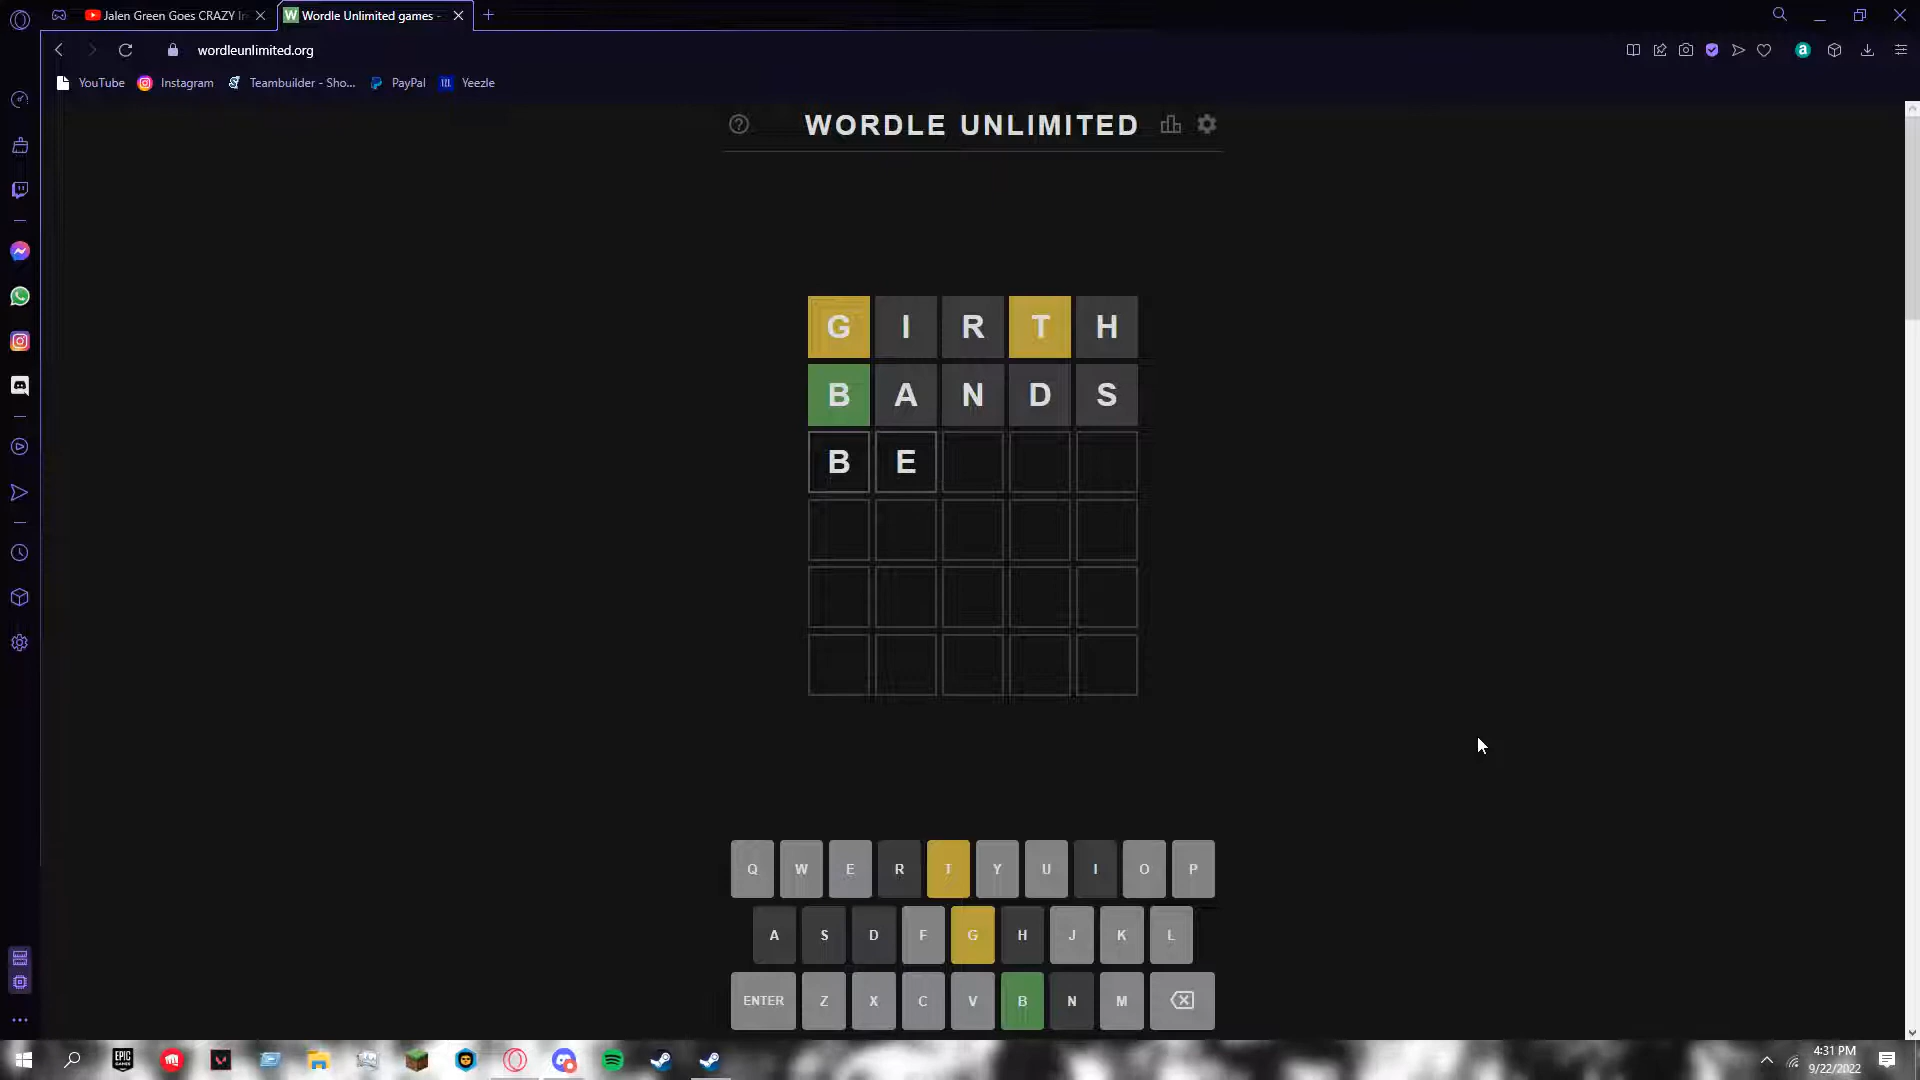 Jalen Green Goes CRAZY In
Wordle Unlimited games -
wordleunlimited.org
YouTube Instagram Teambuilder - Sho... PayPal Yeezle
WORDLE UNLIMITED
G I R T H
B A N D S
B E
Q W E R T Y U I O P
A S D F G H J K L
ENTER Z X C V B N M
4:31 PM
9/22/2022